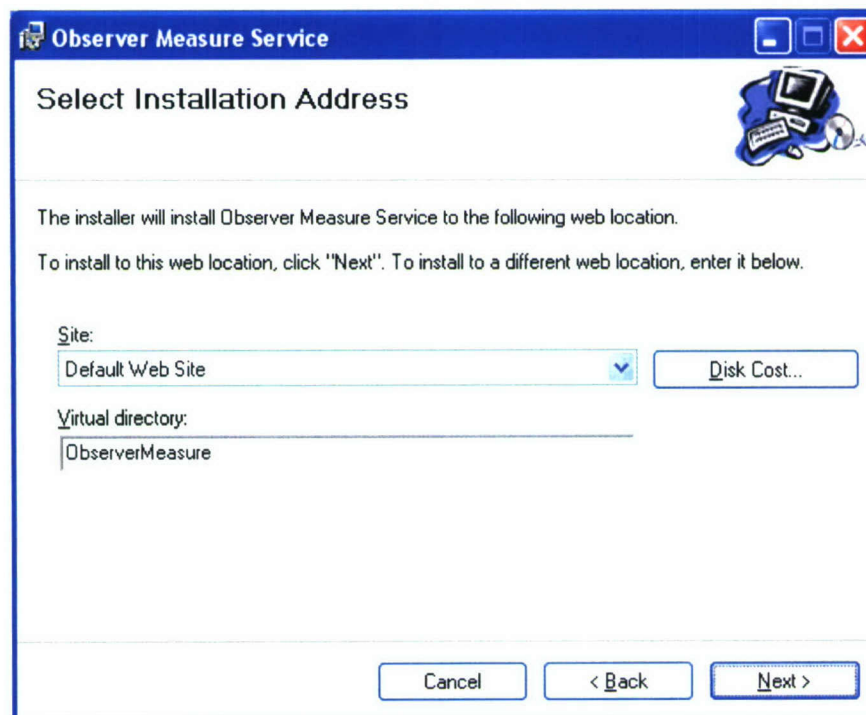 Observer Measure Service
Select Installation Address
The installer will install Observer Measure Service to the following web location.
To install to this web location, click "Next". To install to a different web location, enter it below.
Site:
Default Web Site
Disk Cost...
Virtual directory:
ObserverMeasure
Cancel
< Back
Next >